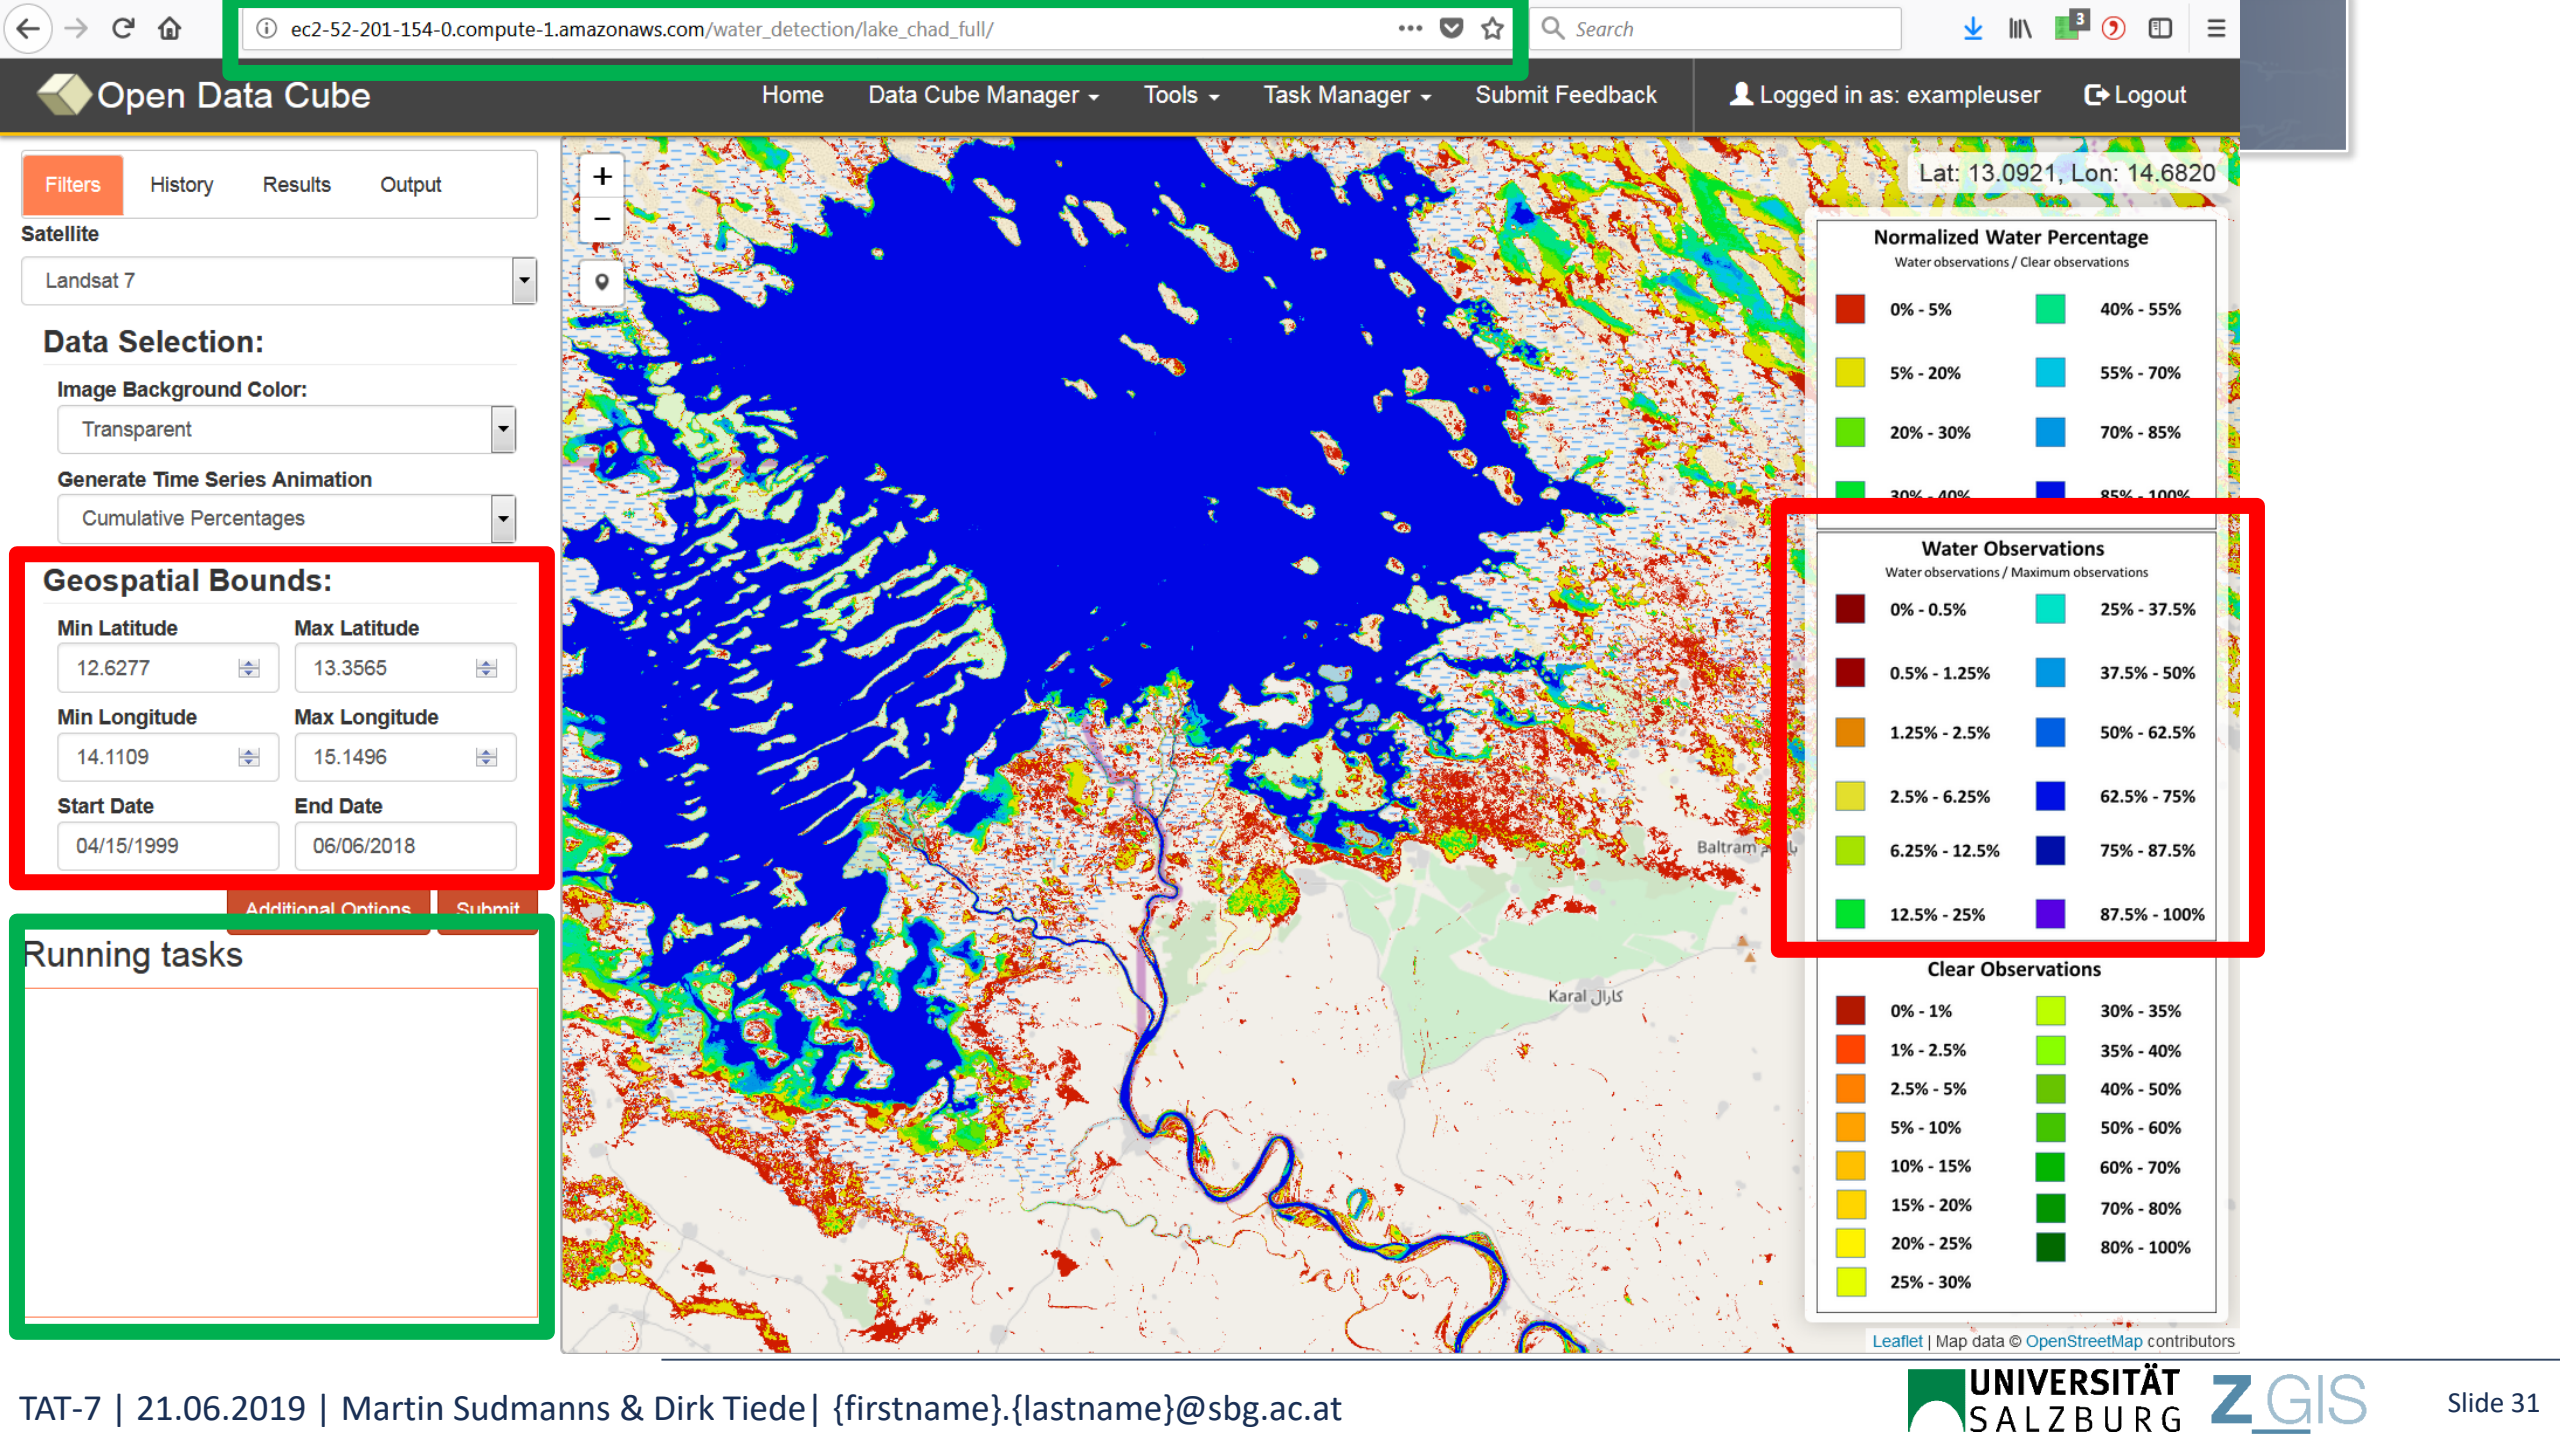 ec2-52-201-154-0.compute-1.amazonaws.com/water_detection/lake_chad_full/
Search
3
Open Data Cube
Home
Data Cube Manager
Tools
Task Manager
Submit Feedback
Logged in as: exampleuser
Logout
Filters
History
Results
Output
Satellite
Landsat 7
Data Selection:
Image Background Color:
Transparent
Generate Time Series Animation
Cumulative Percentages
Geospatial Bounds:
Min Latitude
Max Latitude
12.6277
13.3565
Min Longitude
Max Longitude
14.1109
15.1496
Start Date
End Date
04/15/1999
06/06/2018
Additional Options
Submit
Running tasks
+
−
Lat: 13.0921, Lon: 14.6820
Baltram
Karal كارال
Normalized Water Percentage
Water observations / Clear observations
0% - 5%
40% - 55%
5% - 20%
55% - 70%
20% - 30%
70% - 85%
30% - 40%
85% - 100%
Water Observations
Water observations / Maximum observations
0% - 0.5%
25% - 37.5%
0.5% - 1.25%
37.5% - 50%
1.25% - 2.5%
50% - 62.5%
2.5% - 6.25%
62.5% - 75%
6.25% - 12.5%
75% - 87.5%
12.5% - 25%
87.5% - 100%
Clear Observations
0% - 1%
30% - 35%
1% - 2.5%
35% - 40%
2.5% - 5%
40% - 50%
5% - 10%
50% - 60%
10% - 15%
60% - 70%
15% - 20%
70% - 80%
20% - 25%
80% - 100%
25% - 30%
Leaflet | Map data © OpenStreetMap contributors
TAT-7 | 21.06.2019 | Martin Sudmanns & Dirk Tiede| {firstname}.{lastname}@sbg.ac.at
UNIVERSITÄT
SALZBURG
Z_GIS
Slide 31